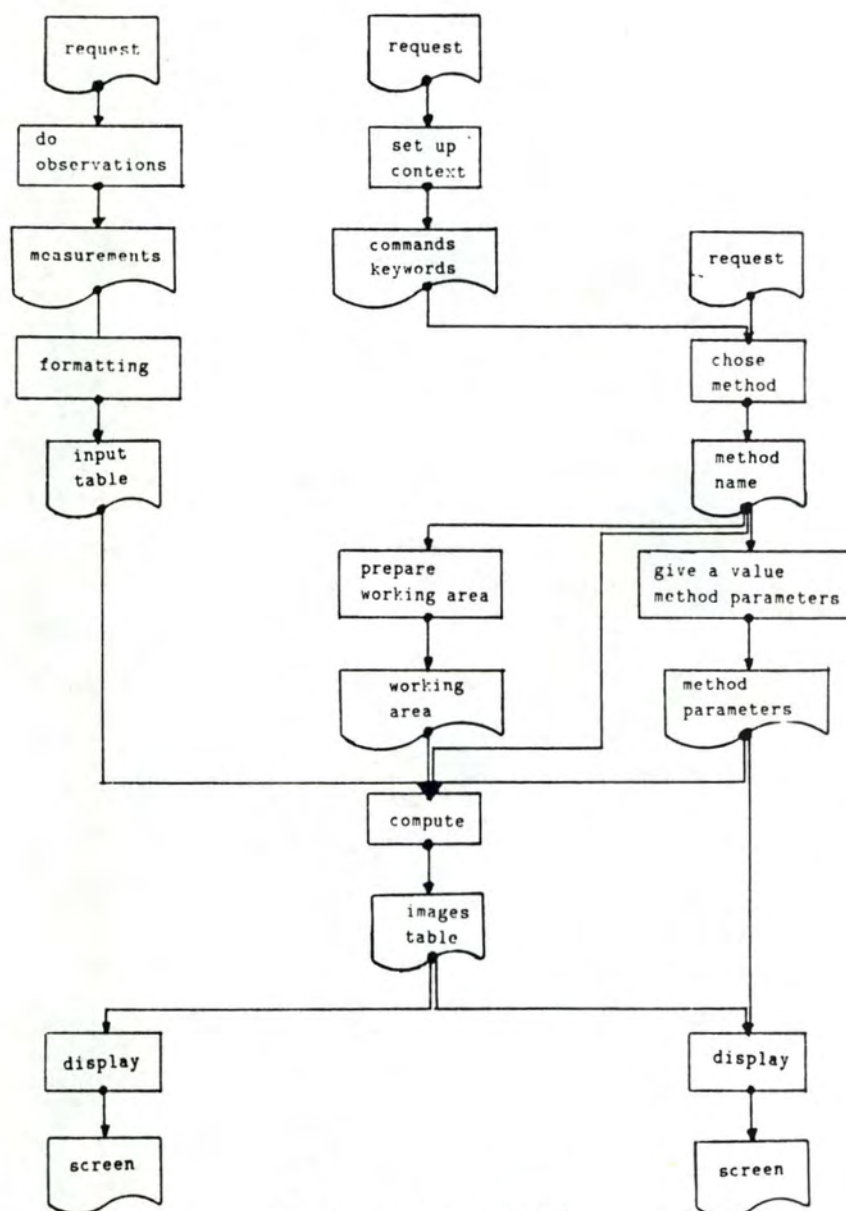 request
request
do
observations
set up
context
measurements
commands
keywords
request
formatting
chose
method
input
table
method
name
prepare
working area
give a value
method parameters
working
area
method
parameters
compute
images
table
display
display
screen
screen